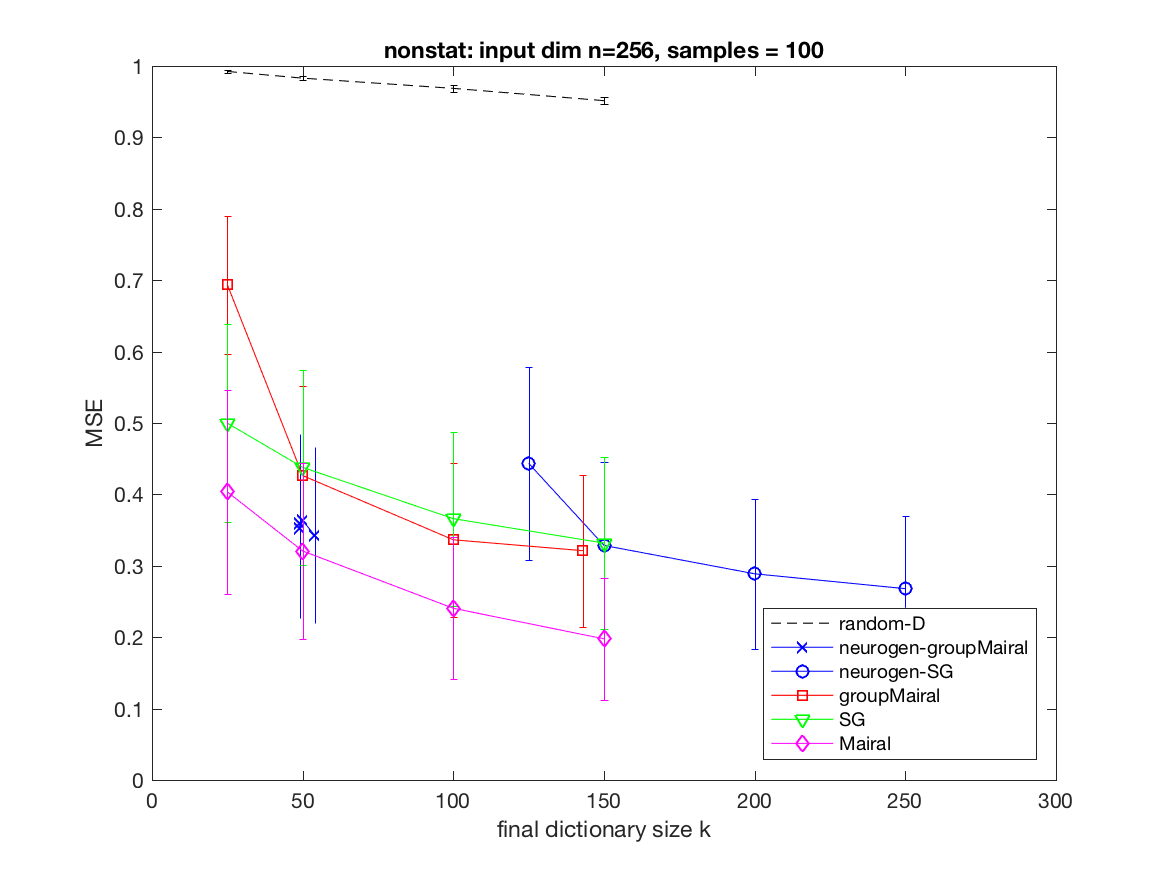 nonstat: input dim n=256, samples = 100
1
0.9
0.8
0.7
0.6
0.5
0.4
0.3
0.2
0.1
0
MSE
0 50 100 150 200 250 300
final dictionary size k
random-D
neurogen-groupMairal
neurogen-SG
groupMairal
SG
Mairal